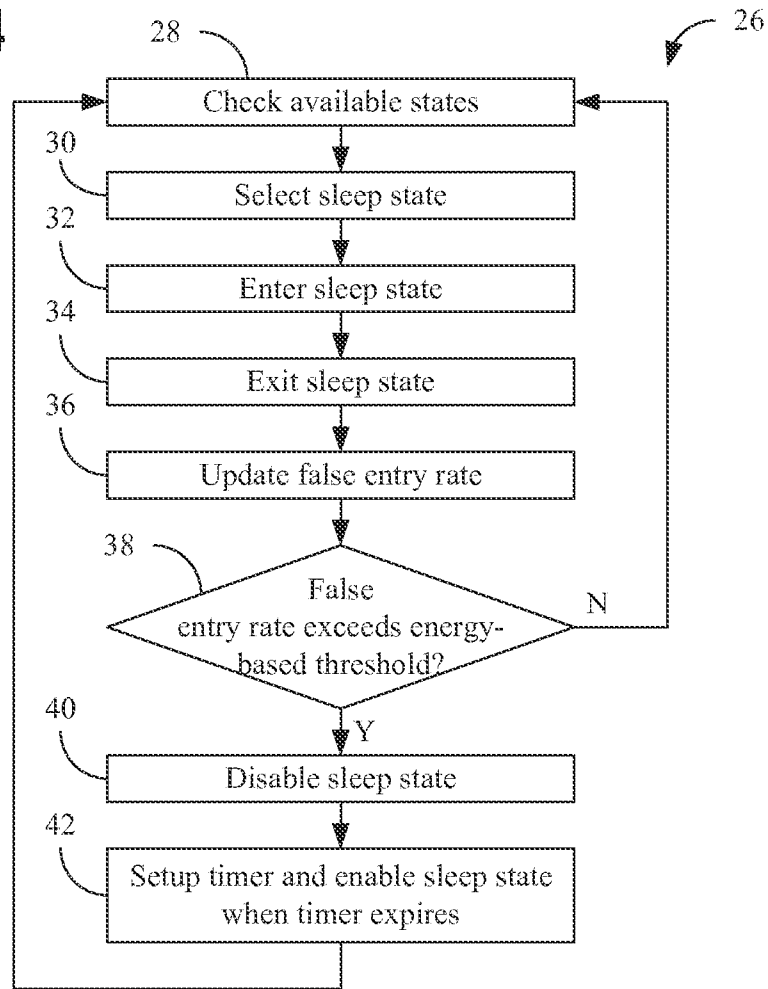 4
28
26
Check available states
30
Select sleep state
32
Enter sleep state
34
Exit sleep state
36
Update false entry rate
38
False
entry rate exceeds energy-
based threshold?
N
Y
40
Disable sleep state
42
Setup timer and enable sleep state
when timer expires